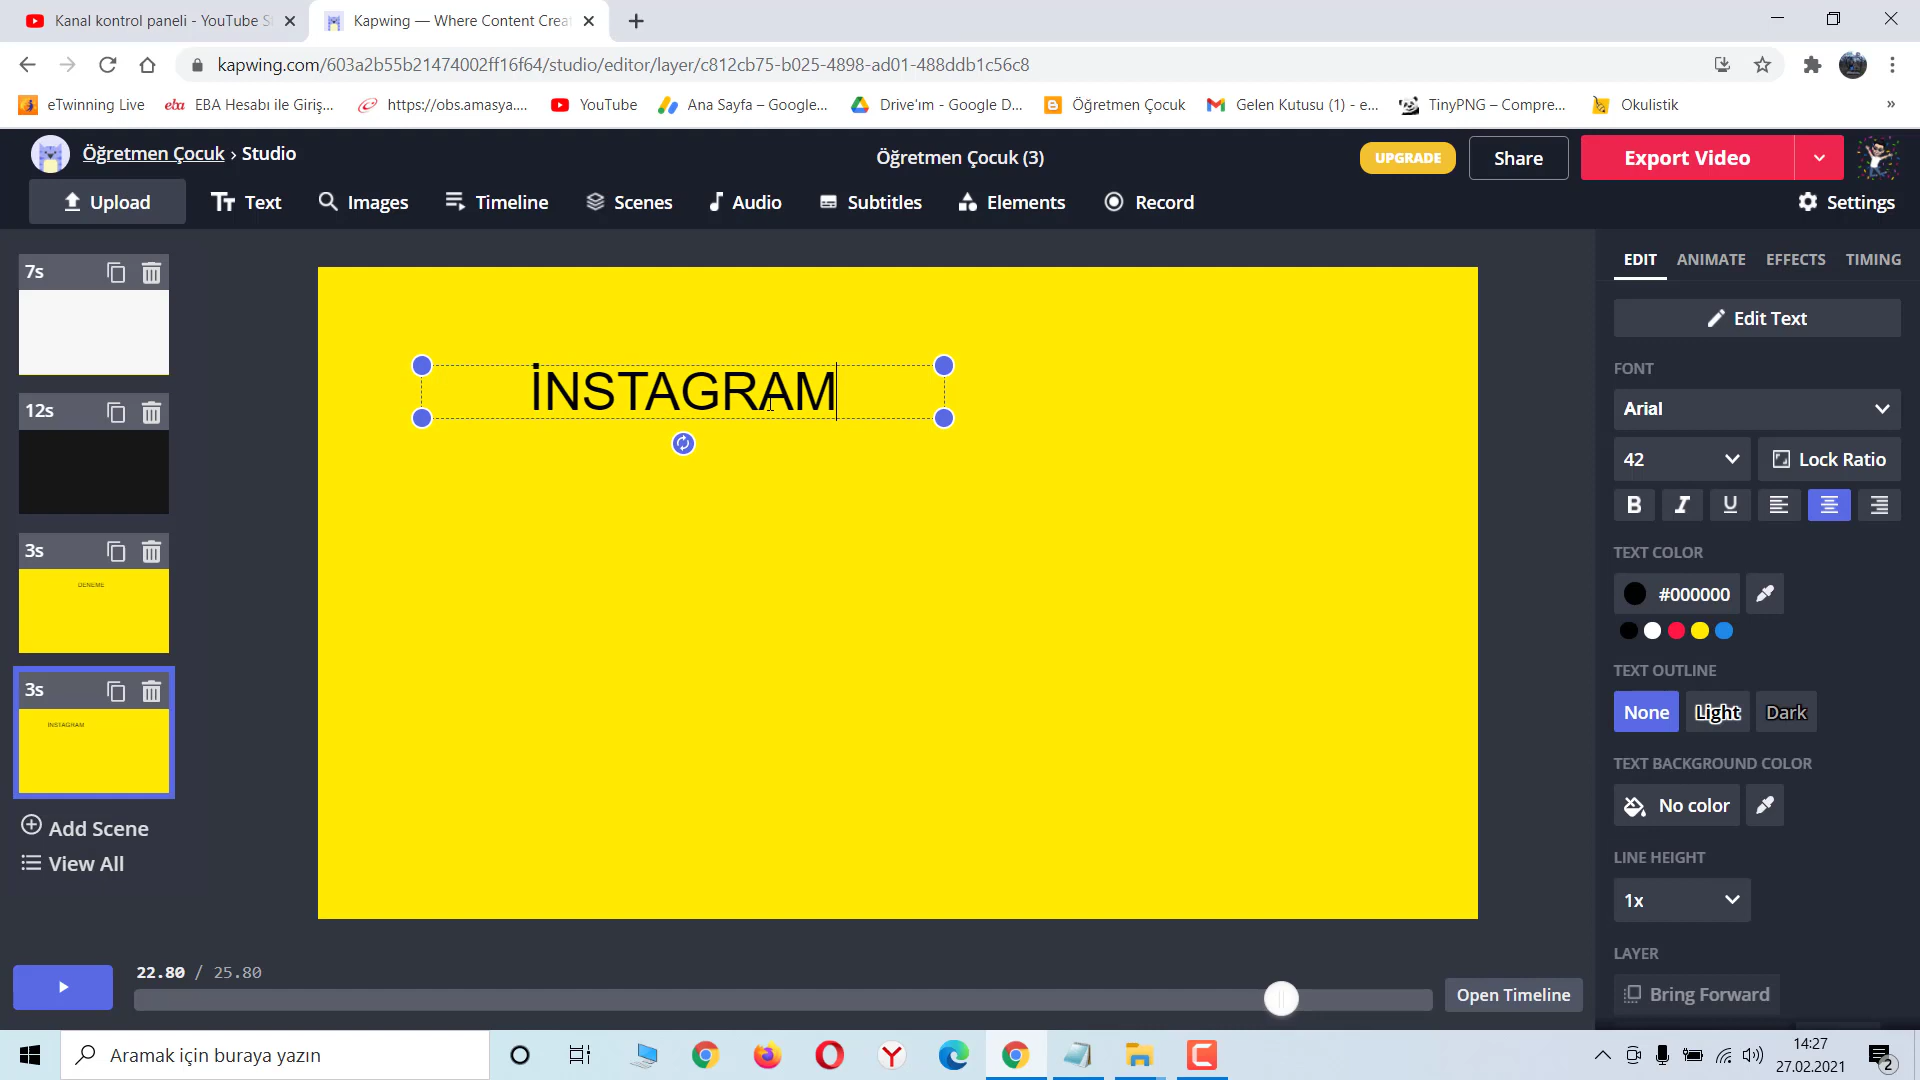 Kanal kontrol paneli - YouTube S
Kapwing — Where Content Crea
kapwing.com/603a2b55b21474002ff16f64/studio/editor/layer/c812cb75-b025-4898-ad01-488ddb1c56c8
eTwinning Live
EBA Hesabı ile Giriş...
https://obs.amasya....
YouTube
Ana Sayfa – Google...
Drive'ım - Google D...
Öğretmen Çocuk
Gelen Kutusu (1) - e...
TinyPNG – Compre...
Okulistik
»
Öğretmen Çocuk › Studio
Öğretmen Çocuk (3)
UPGRADE
Share
Export Video
Upload
Text
Images
Timeline
Scenes
Audio
Subtitles
Elements
Record
Settings
7s
12s
3s
DENEME
3s
İNSTAGRAM
Add Scene
View All
İNSTAGRAM
EDIT
ANIMATE
EFFECTS
TIMING
Edit Text
FONT
Arial
42
Lock Ratio
B I U
TEXT COLOR
#000000
TEXT OUTLINE
None
Light
Dark
TEXT BACKGROUND COLOR
No color
LINE HEIGHT
1x
LAYER
Bring Forward
22.80 / 25.80
Open Timeline
Aramak için buraya yazın
14:27
27.02.2021
2